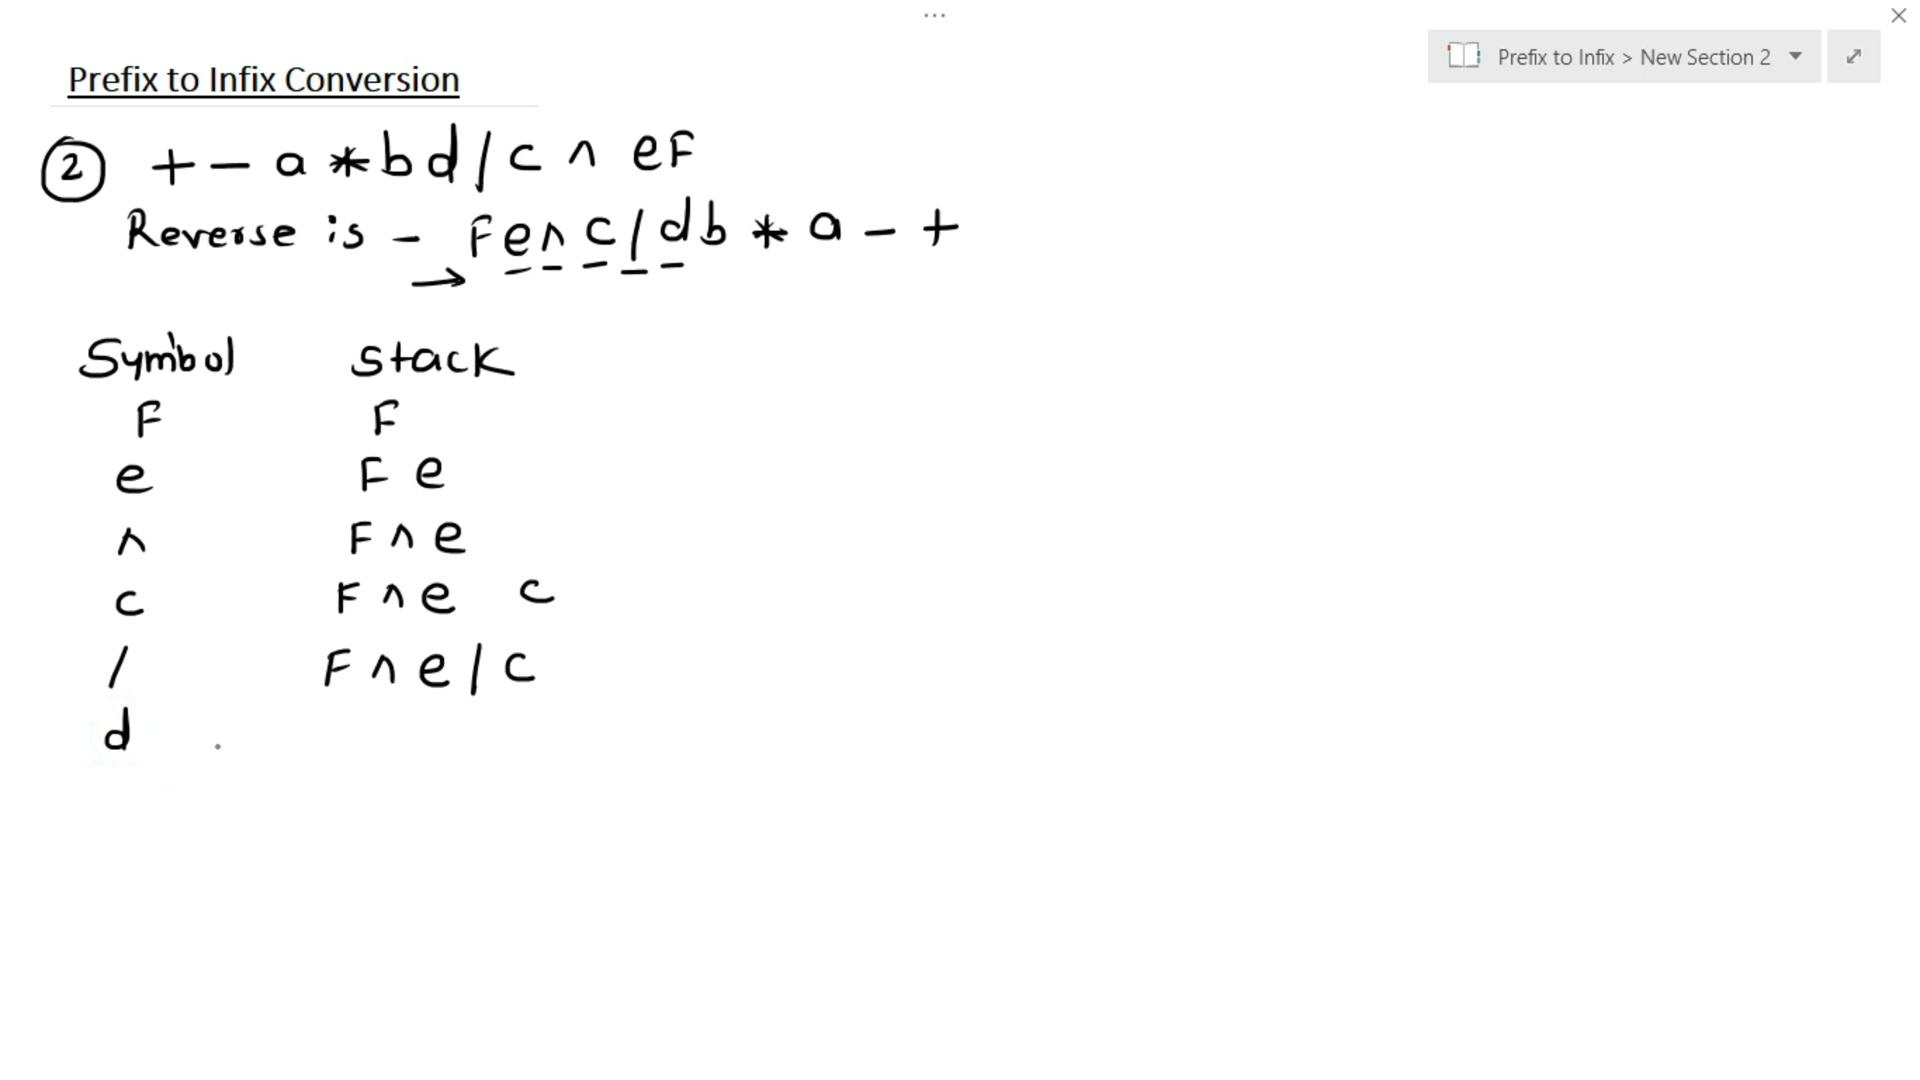 ...
Prefix to Infix > New Section 2
Prefix to Infix Conversion
② + - a * b d / c ^ e F
Reverse is - F e ^ c / d b * a - +
→
Symbol Stack
F F
e F e
^ F ^ e
c F ^ e c
/ F ^ e / c
d